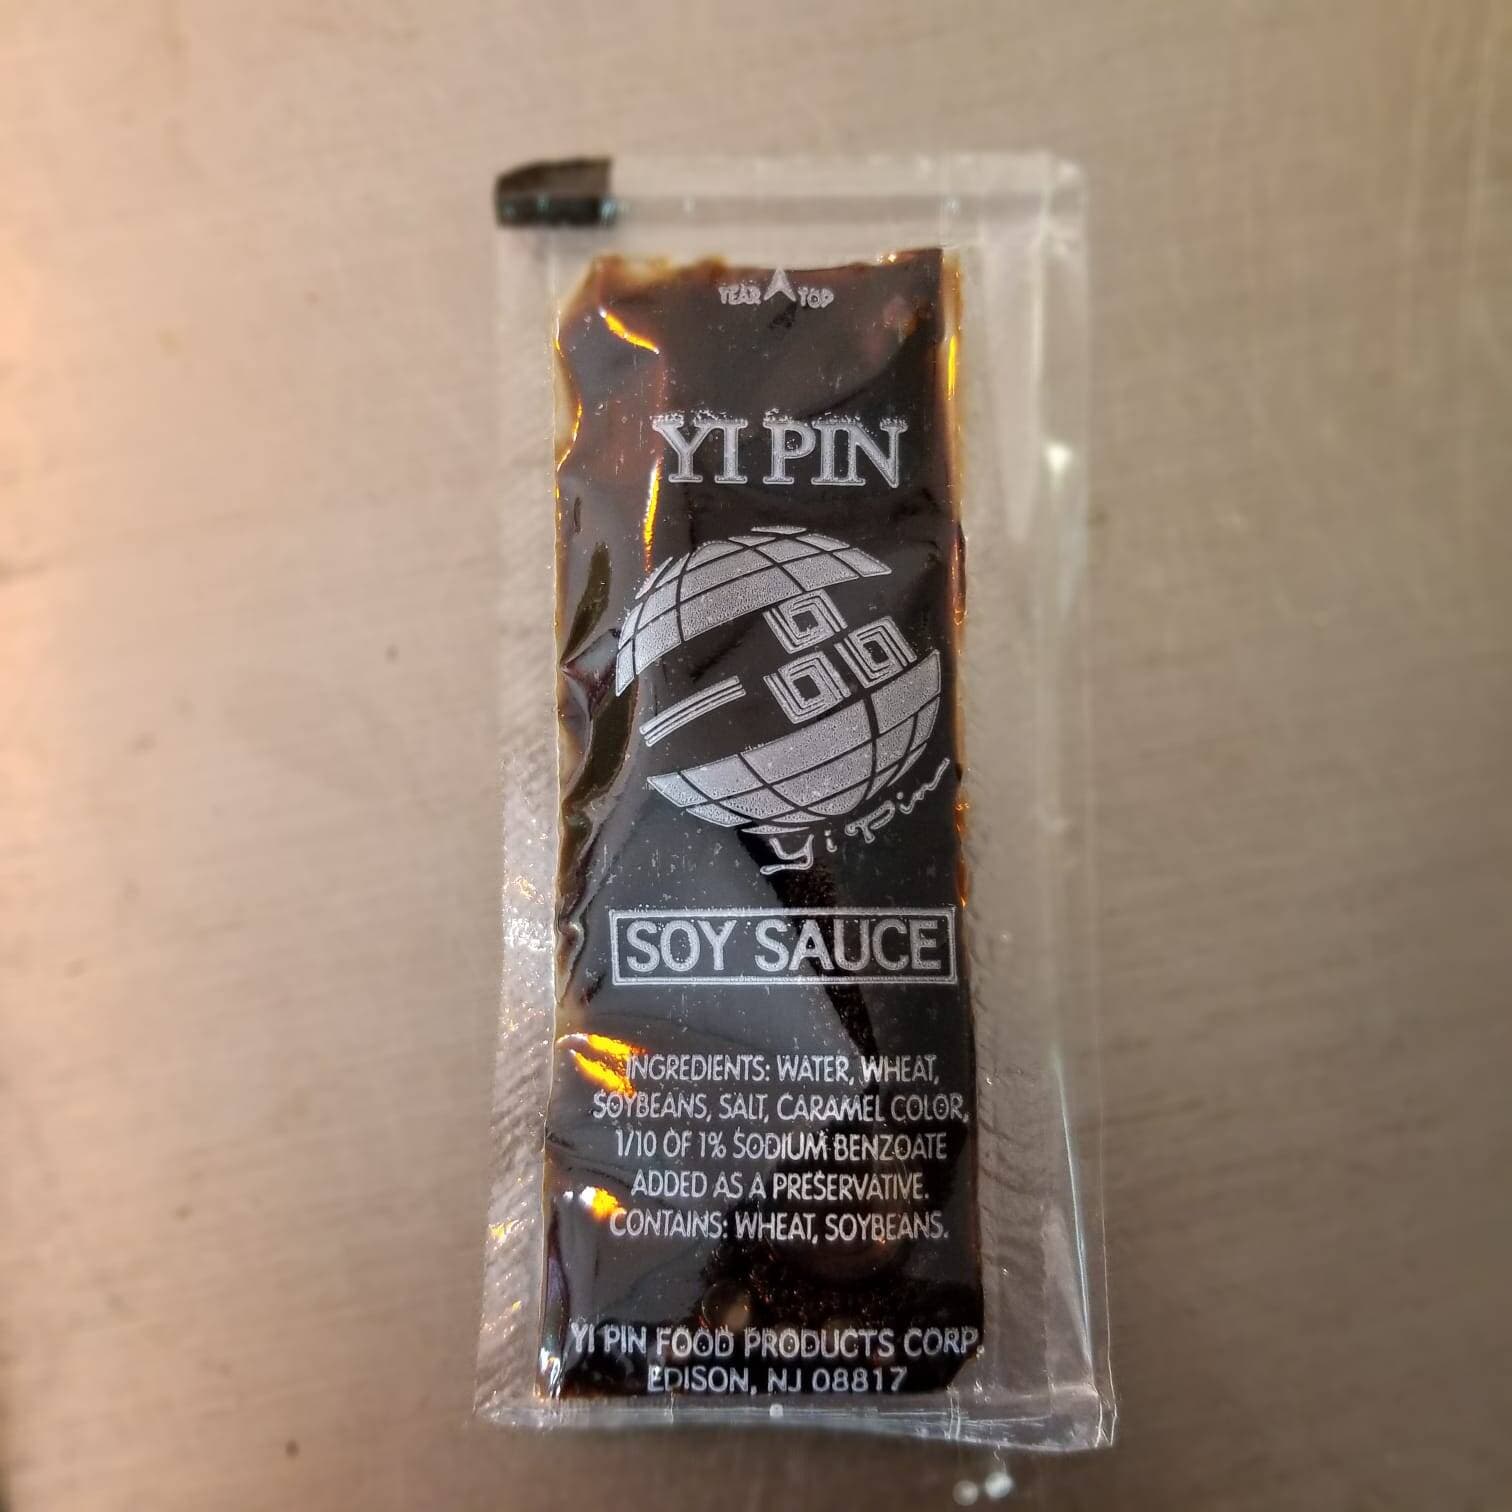 TEAR TOP
YI PIN
品
Yi Pin
SOY SAUCE
INGREDIENTS: WATER, WHEAT,
SOYBEANS, SALT, CARAMEL COLOR,
1/10 OF 1% SODIUM BENZOATE
ADDED AS A PRESERVATIVE.
CONTAINS: WHEAT, SOYBEANS.
YI PIN FOOD PRODUCTS CORP.
EDISON, NJ 08817